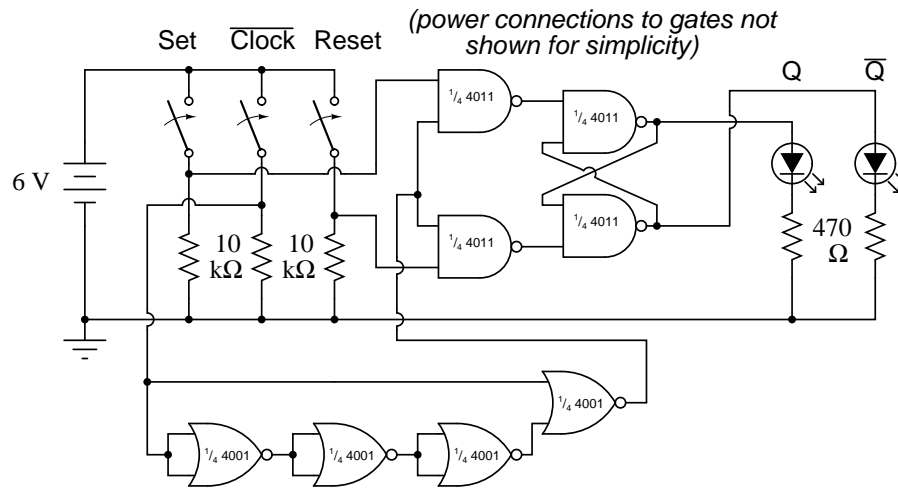 (power connections to gates not
shown for simplicity)
Set
Clock
Reset
Q
Q
1/4 4011
1/4 4011
1/4 4011
1/4 4011
6 V
10
kΩ
10
kΩ
470
Ω
1/4 4001
1/4 4001
1/4 4001
1/4 4001